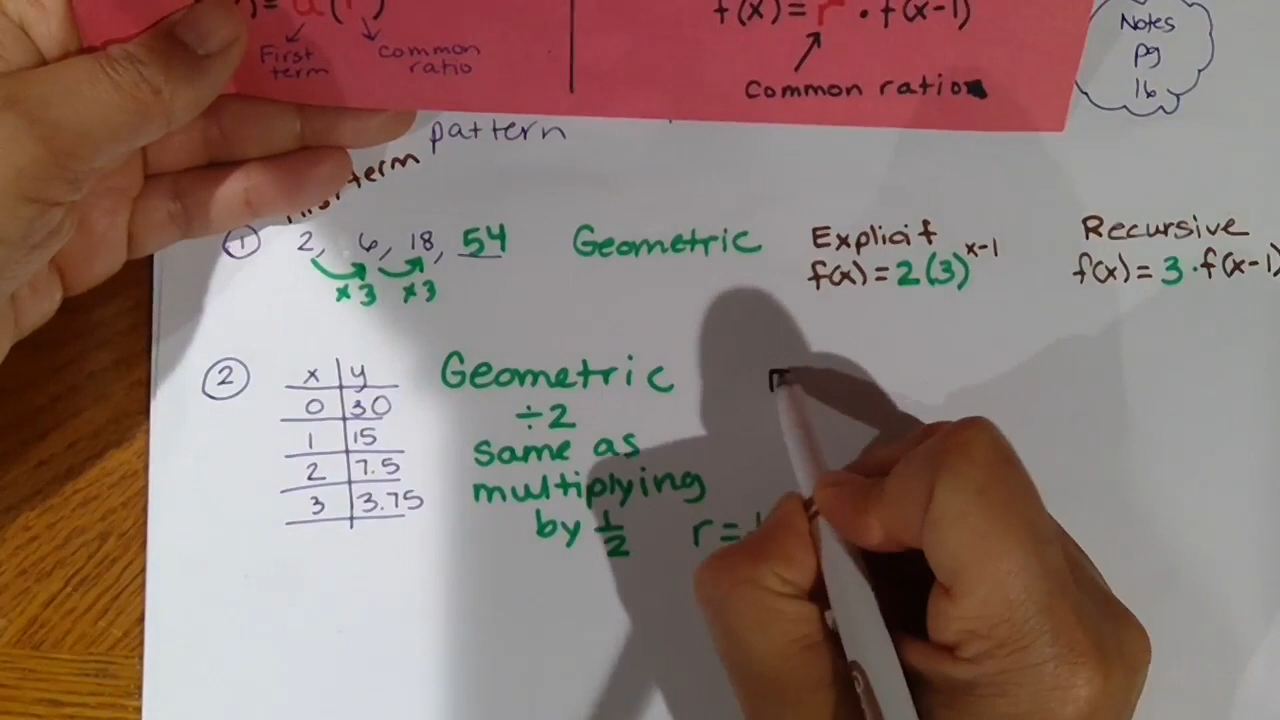 First term
common ratio
f(x) = r · f(x-1)
common ratio
Notes pg 16
pattern
term
① 2, 6, 18, 54
×3 ×3
Geometric
Explicit
f(x) = 2(3)^{x-1}
Recursive
f(x) = 3 · f(x-1)
②
x | y
0 | 30
1 | 15
2 | 7.5
3 | 3.75
Geometric
÷2
same as
multiplying
by 1/2
r =